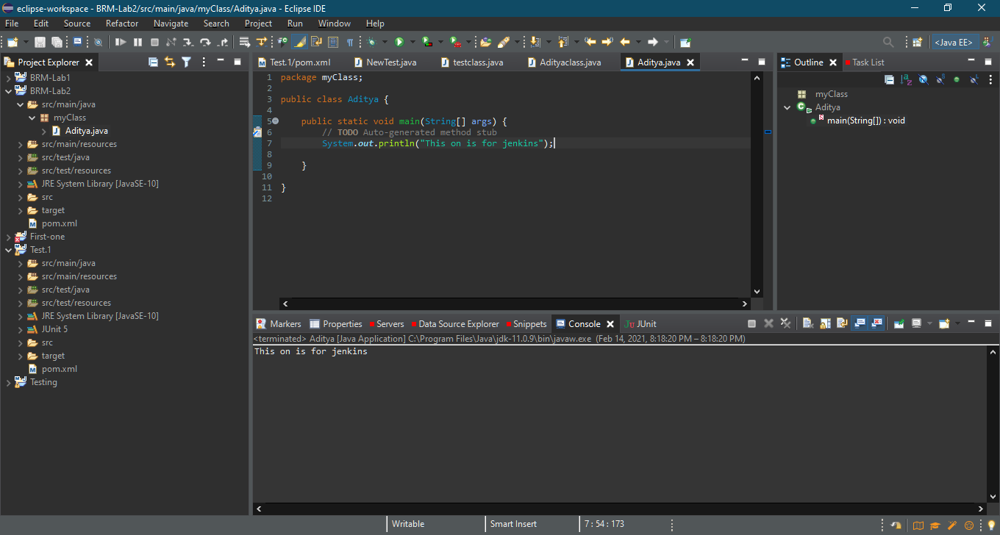 eclipse-workspace - BRM-Lab2/src/main/java/myClass/Aditya.java - Eclipse IDE
File Edit Source Refactor Navigate Search Project Run Window Help
<Java EE>
Project Explorer
BRM-Lab1
BRM-Lab2
src/main/java
myClass
Aditya.java
src/main/resources
src/test/java
src/test/resources
JRE System Library [JavaSE-10]
src
target
pom.xml
First-one
Test.1
src/main/java
src/main/resources
src/test/java
src/test/resources
JRE System Library [JavaSE-10]
JUnit 5
src
target
pom.xml
Testing
Test.1/pom.xml NewTest.java testclass.java Adityaclass.java Aditya.java
1 package myClass;
2
3 public class Aditya {
4
5 public static void main(String[] args) {
6 // TODO Auto-generated method stub
7 System.out.println("This on is for jenkins");
8
9 }
10
11 }
12
Outline Task List
myClass
Aditya
main(String[]) : void
Markers Properties Servers Data Source Explorer Snippets Console JUnit
<terminated> Aditya [Java Application] C:\Program Files\Java\jdk-11.0.9\bin\javaw.exe (Feb 14, 2021, 8:18:20 PM – 8:18:20 PM)
This on is for jenkins
Writable Smart Insert 7 : 54 : 173